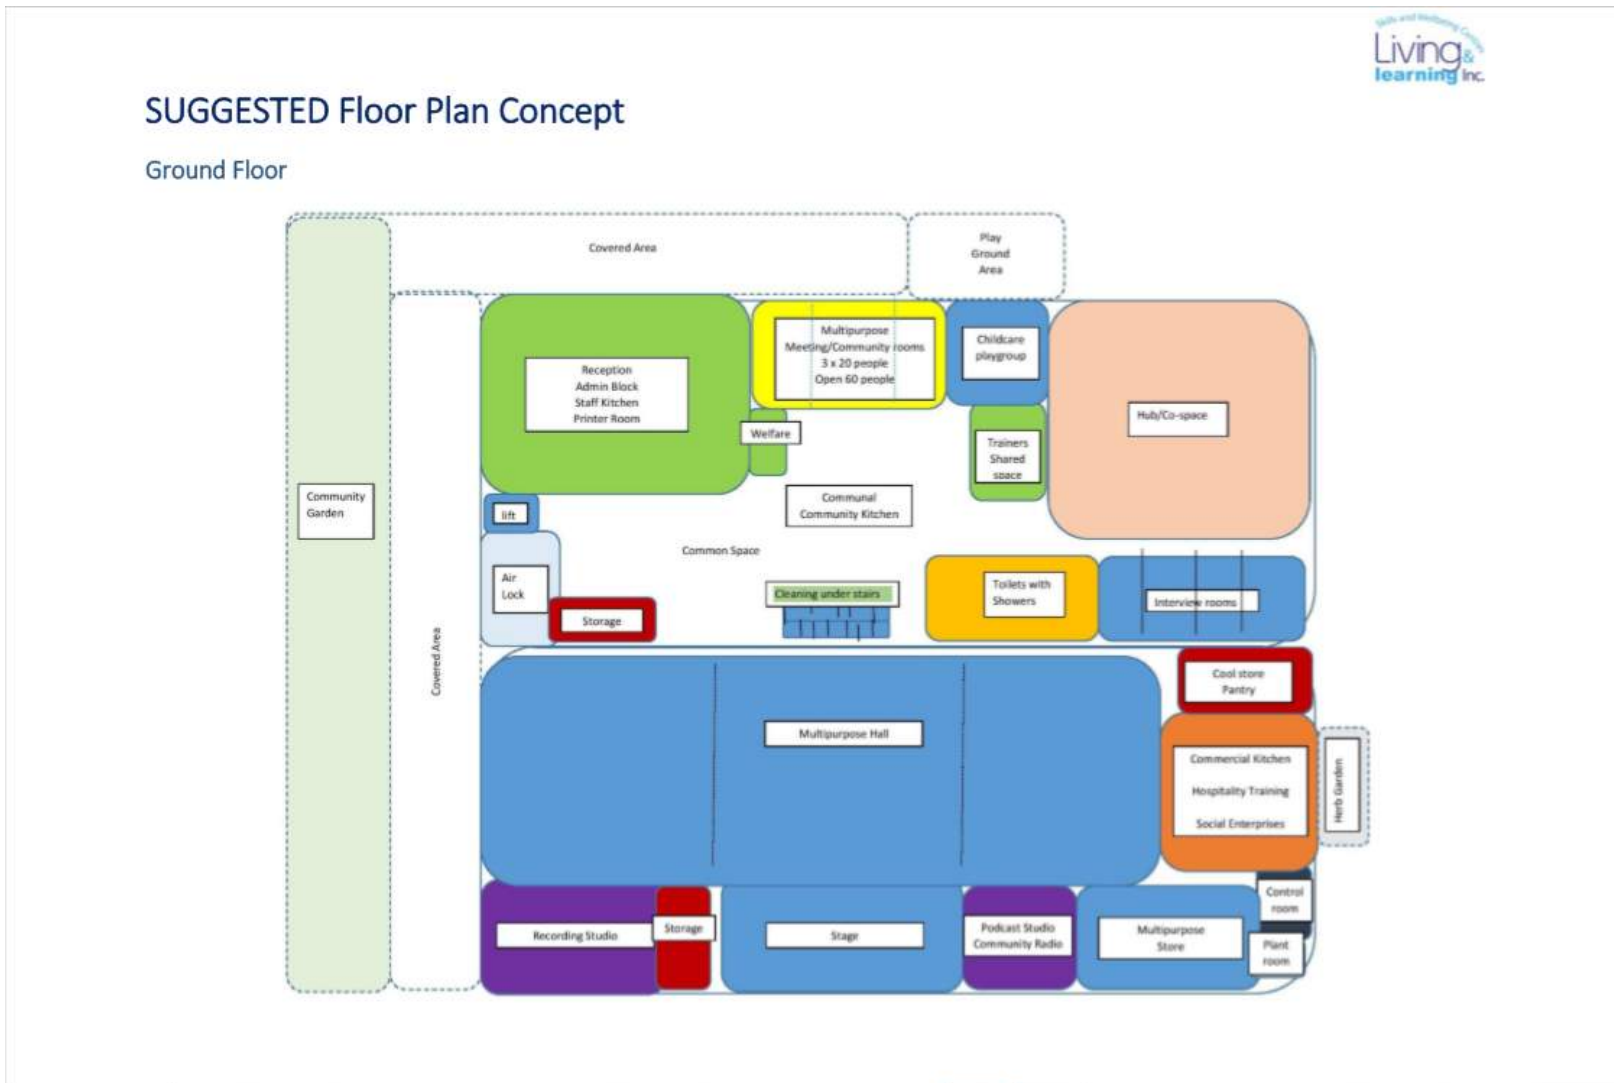 Skills and Wellbeing Centres
Living &
learning Inc.
SUGGESTED Floor Plan Concept
Ground Floor
Covered Area
Play
Ground
Area
Reception
Admin Block
Staff Kitchen
Printer Room
Multipurpose
Meeting/Community rooms
3 x 20 people
Open 60 people
Childcare
playgroup
Hub/Co-space
Welfare
Trainers
Shared
space
Community
Garden
lift
Communal
Community Kitchen
Common Space
Air
Lock
Storage
Cleaning under stairs
Toilets with
Showers
Interview rooms
Covered Area
Cool store
Pantry
Multipurpose Hall
Commercial Kitchen
Hospitality Training
Social Enterprises
Herb Garden
Control
room
Recording Studio
Storage
Stage
Podcast Studio
Community Radio
Multipurpose
Store
Plant
room